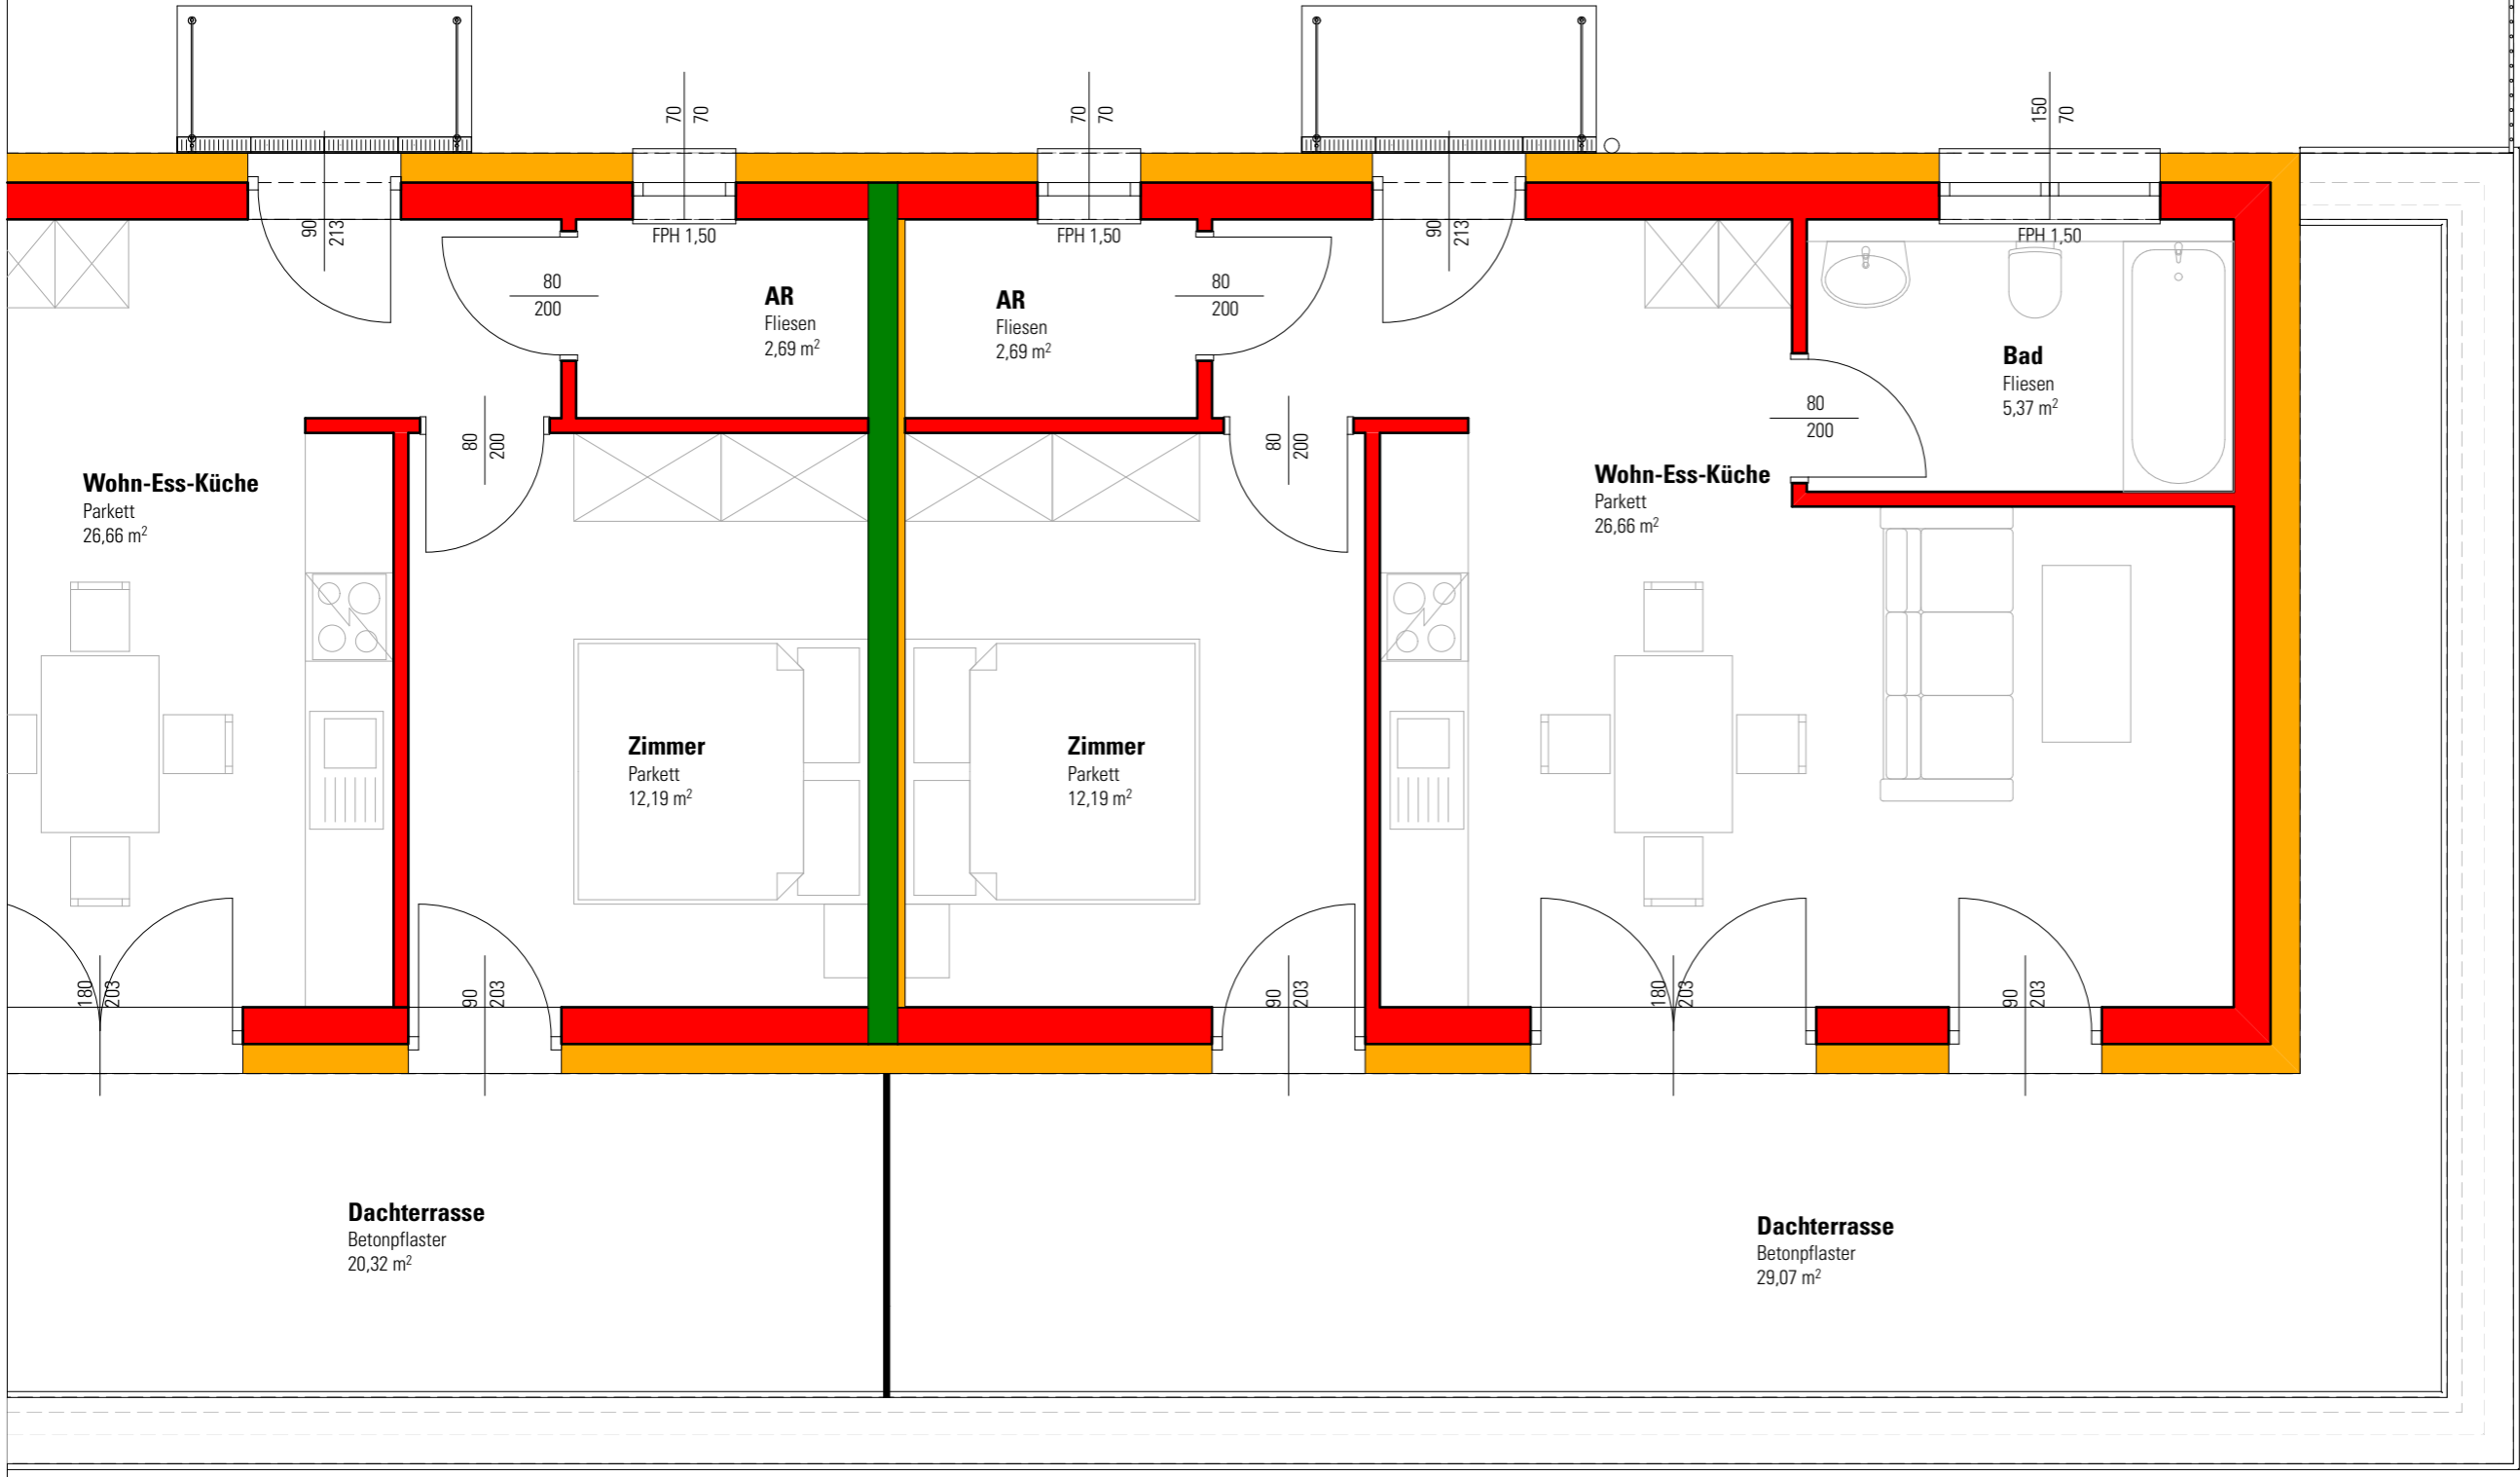 70
70
70
70
150
70
90
213
FPH 1,50
FPH 1,50
90
213
FPH 1,50
80
200
AR
Fliesen
2,69 m²
AR
Fliesen
2,69 m²
80
200
Bad
Fliesen
5,37 m²
80
200
80
200
80
200
Wohn-Ess-Küche
Parkett
26,66 m²
Wohn-Ess-Küche
Parkett
26,66 m²
Zimmer
Parkett
12,19 m²
Zimmer
Parkett
12,19 m²
180
203
90
203
90
203
180
203
90
203
Dachterrasse
Betonpflaster
20,32 m²
Dachterrasse
Betonpflaster
29,07 m²